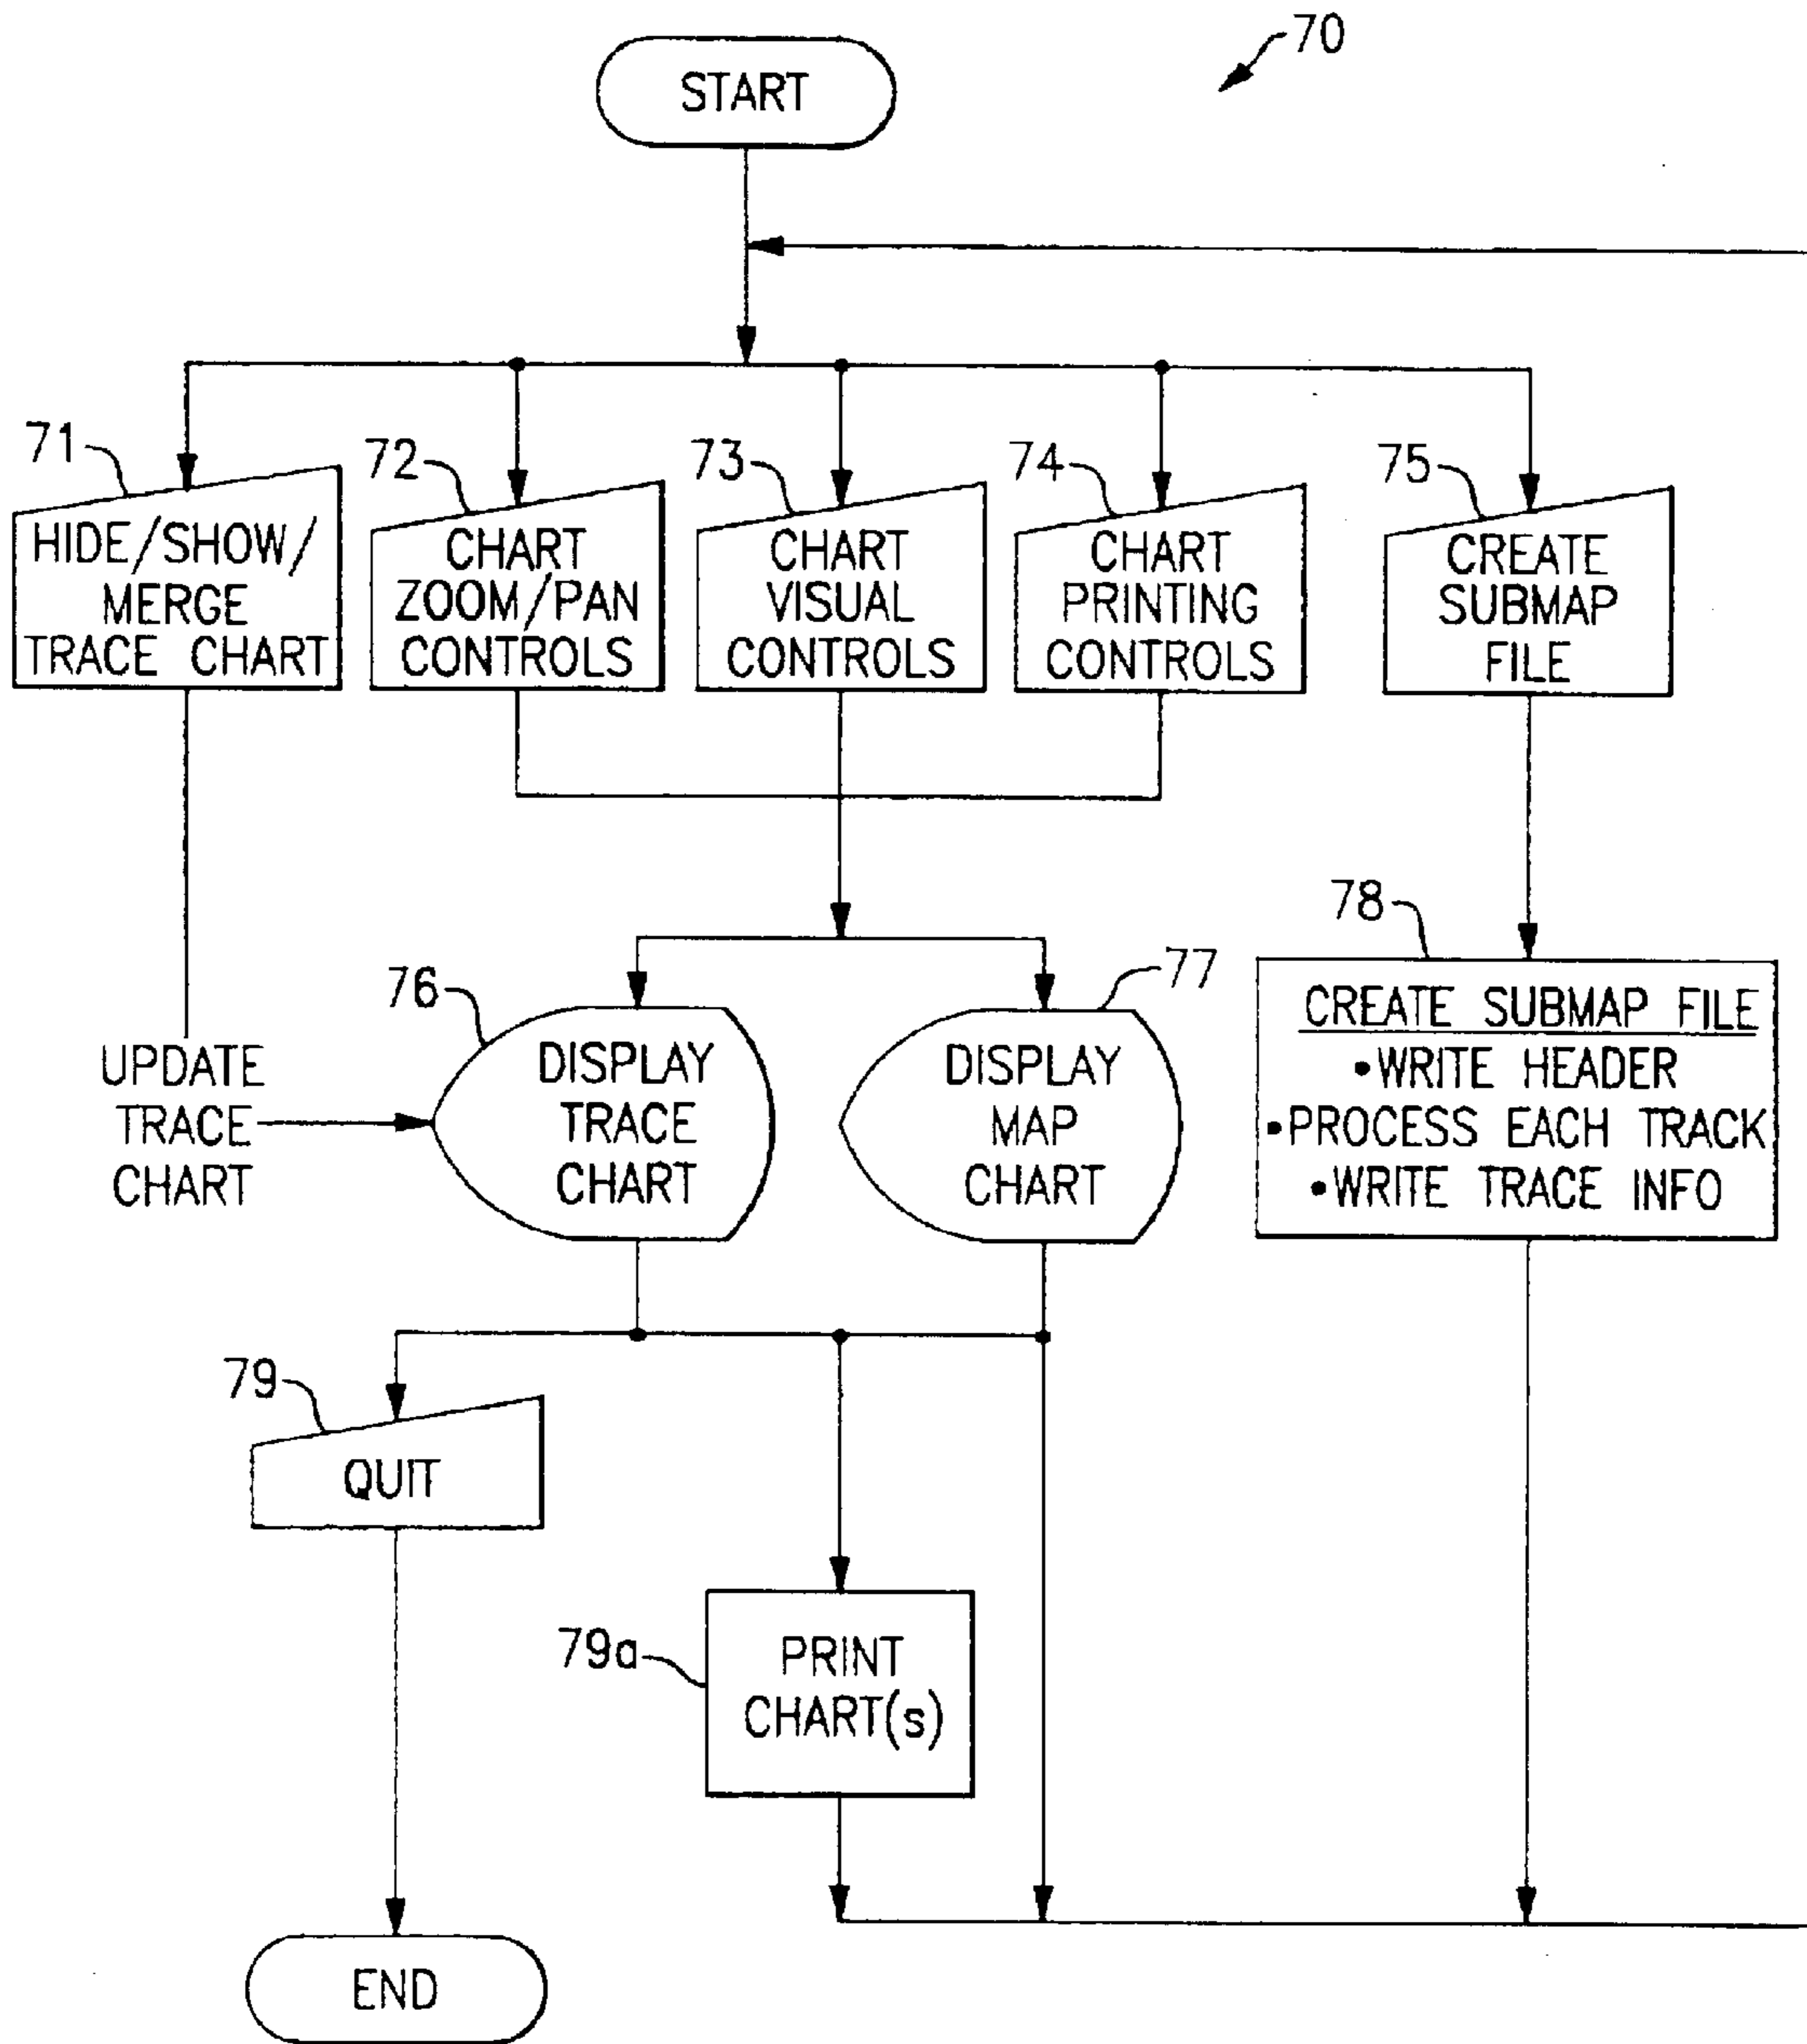 70
START
71
HIDE/SHOW/
MERGE
TRACE CHART
72
CHART
ZOOM/PAN
CONTROLS
73
CHART
VISUAL
CONTROLS
74
CHART
PRINTING
CONTROLS
75
CREATE
SUBMAP
FILE
UPDATE
TRACE
CHART
76
DISPLAY
TRACE
CHART
77
DISPLAY
MAP
CHART
78
CREATE SUBMAP FILE
•WRITE HEADER
•PROCESS EACH TRACK
•WRITE TRACE INFO
79
QUIT
79a
PRINT
CHART(s)
END